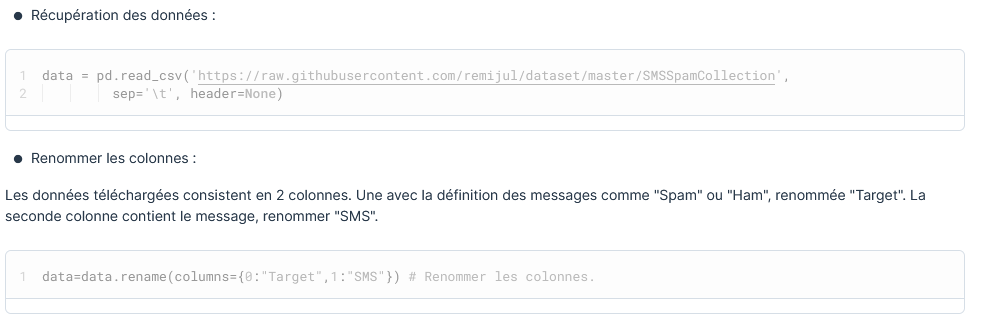 ● Récupération des données :
1 data = pd.read_csv('https://raw.githubusercontent.com/remijul/dataset/master/SMSSpamCollection',
2 sep='\t', header=None)
● Renommer les colonnes :
Les données téléchargées consistent en 2 colonnes. Une avec la définition des messages comme "Spam" ou "Ham", renommée "Target". La
seconde colonne contient le message, renommer "SMS".
1 data=data.rename(columns={0:"Target",1:"SMS"}) # Renommer les colonnes.